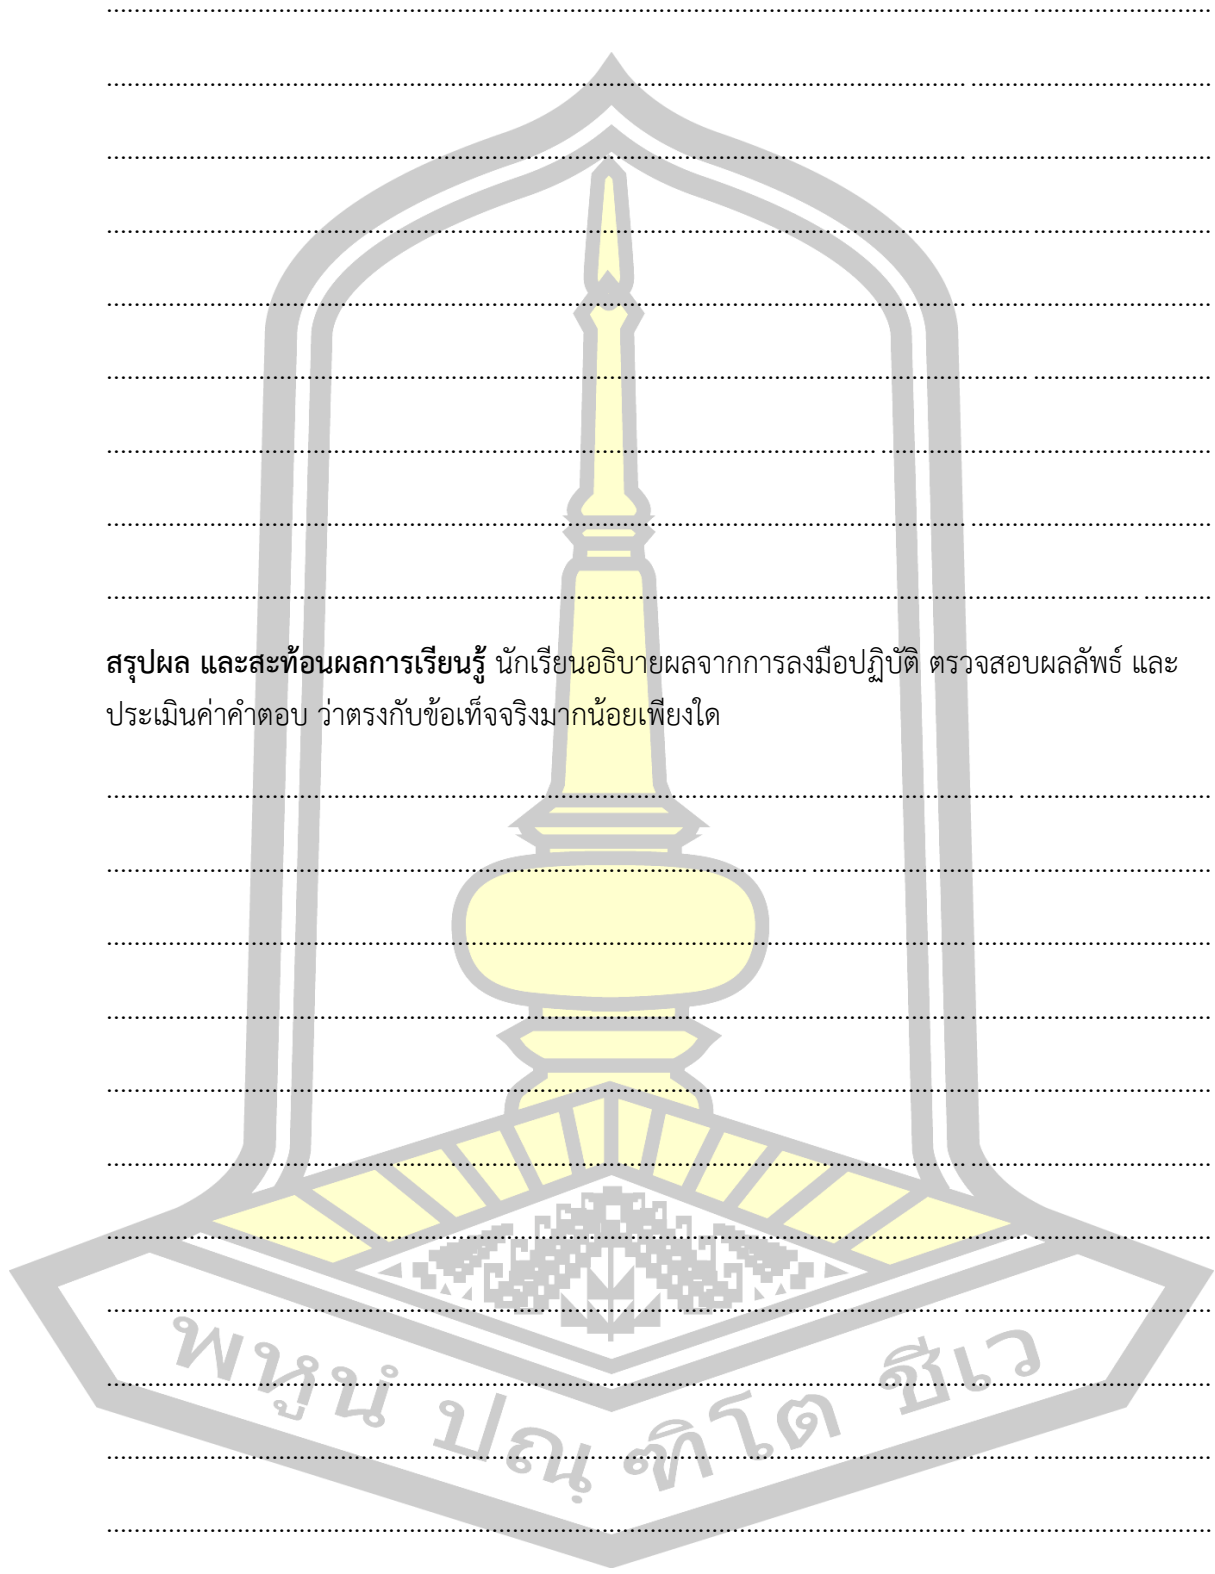 สรุปผล และสะท้อนผลการเรียนรู้ นักเรียนอธิบายผลจากการลงมือปฏิบัติ ตรวจสอบผลลัพธ์ และ
ประเมินค่าคำตอบ ว่าตรงกับข้อเท็จจริงมากน้อยเพียงใด
พหูนํ ปณฺฑิโต ชีเว